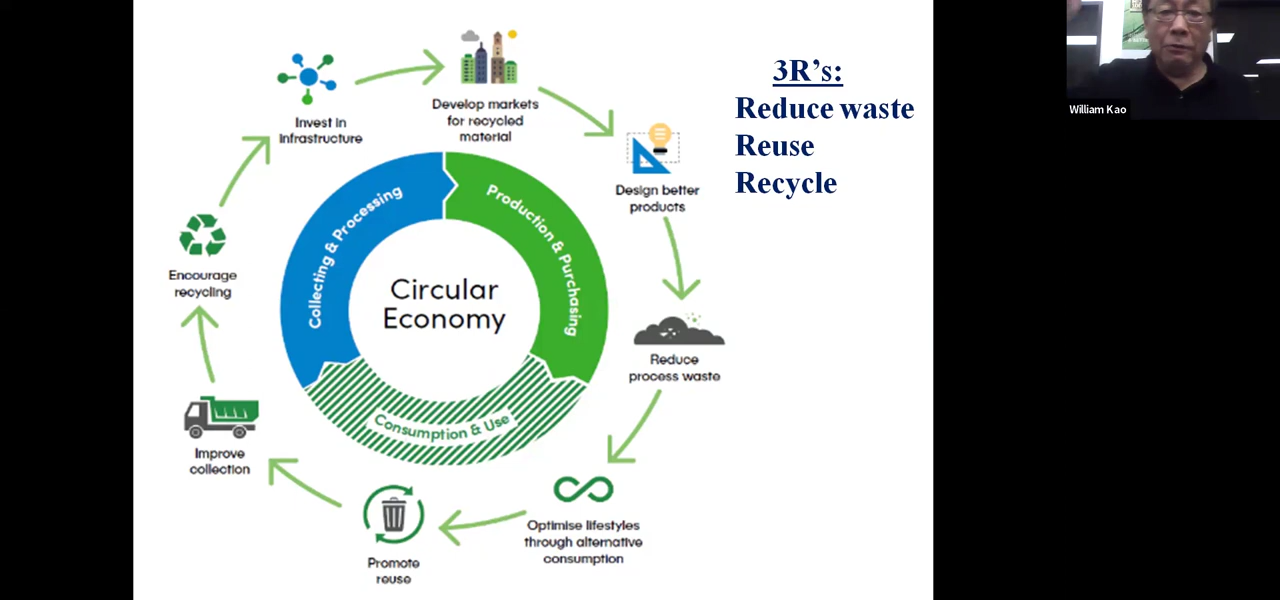 3R's:
Reduce waste
Reuse
Recycle
William Kao
Develop markets
for recycled
material
Design better
products
Reduce
process waste
Optimise lifestyles
through alternative
consumption
Promote
reuse
Improve
collection
Encourage
recycling
Invest in
infrastructure
Collecting & Processing
Production & Purchasing
Consumption & Use
Circular
Economy